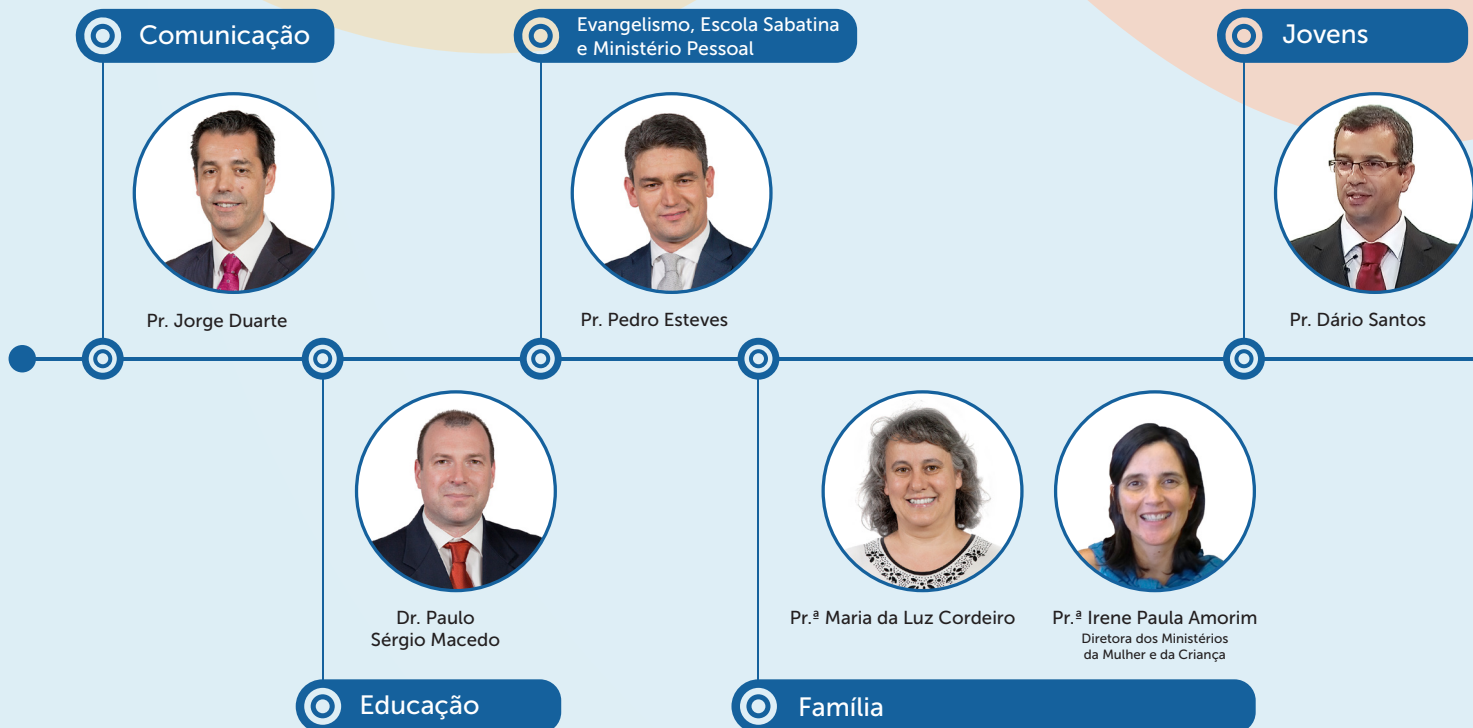 Comunicação
Evangelismo, Escola Sabatina
e Ministério Pessoal
Jovens
Pr. Jorge Duarte
Pr. Pedro Esteves
Pr. Dário Santos
Dr. Paulo
Sérgio Macedo
Pr.ª Maria da Luz Cordeiro
Pr.ª Irene Paula Amorim
Diretora dos Ministérios
da Mulher e da Criança
Educação
Família